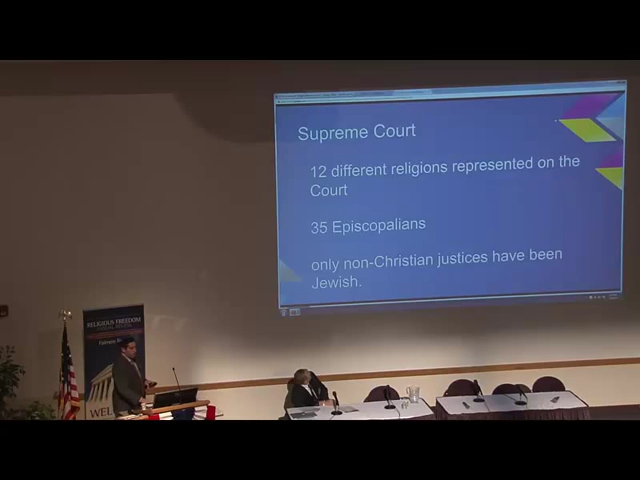 Supreme Court
12 different religions represented on the
Court
35 Episcopalians
only non-Christian justices have been
Jewish.
RELIGIOUS FREEDOM
WEL